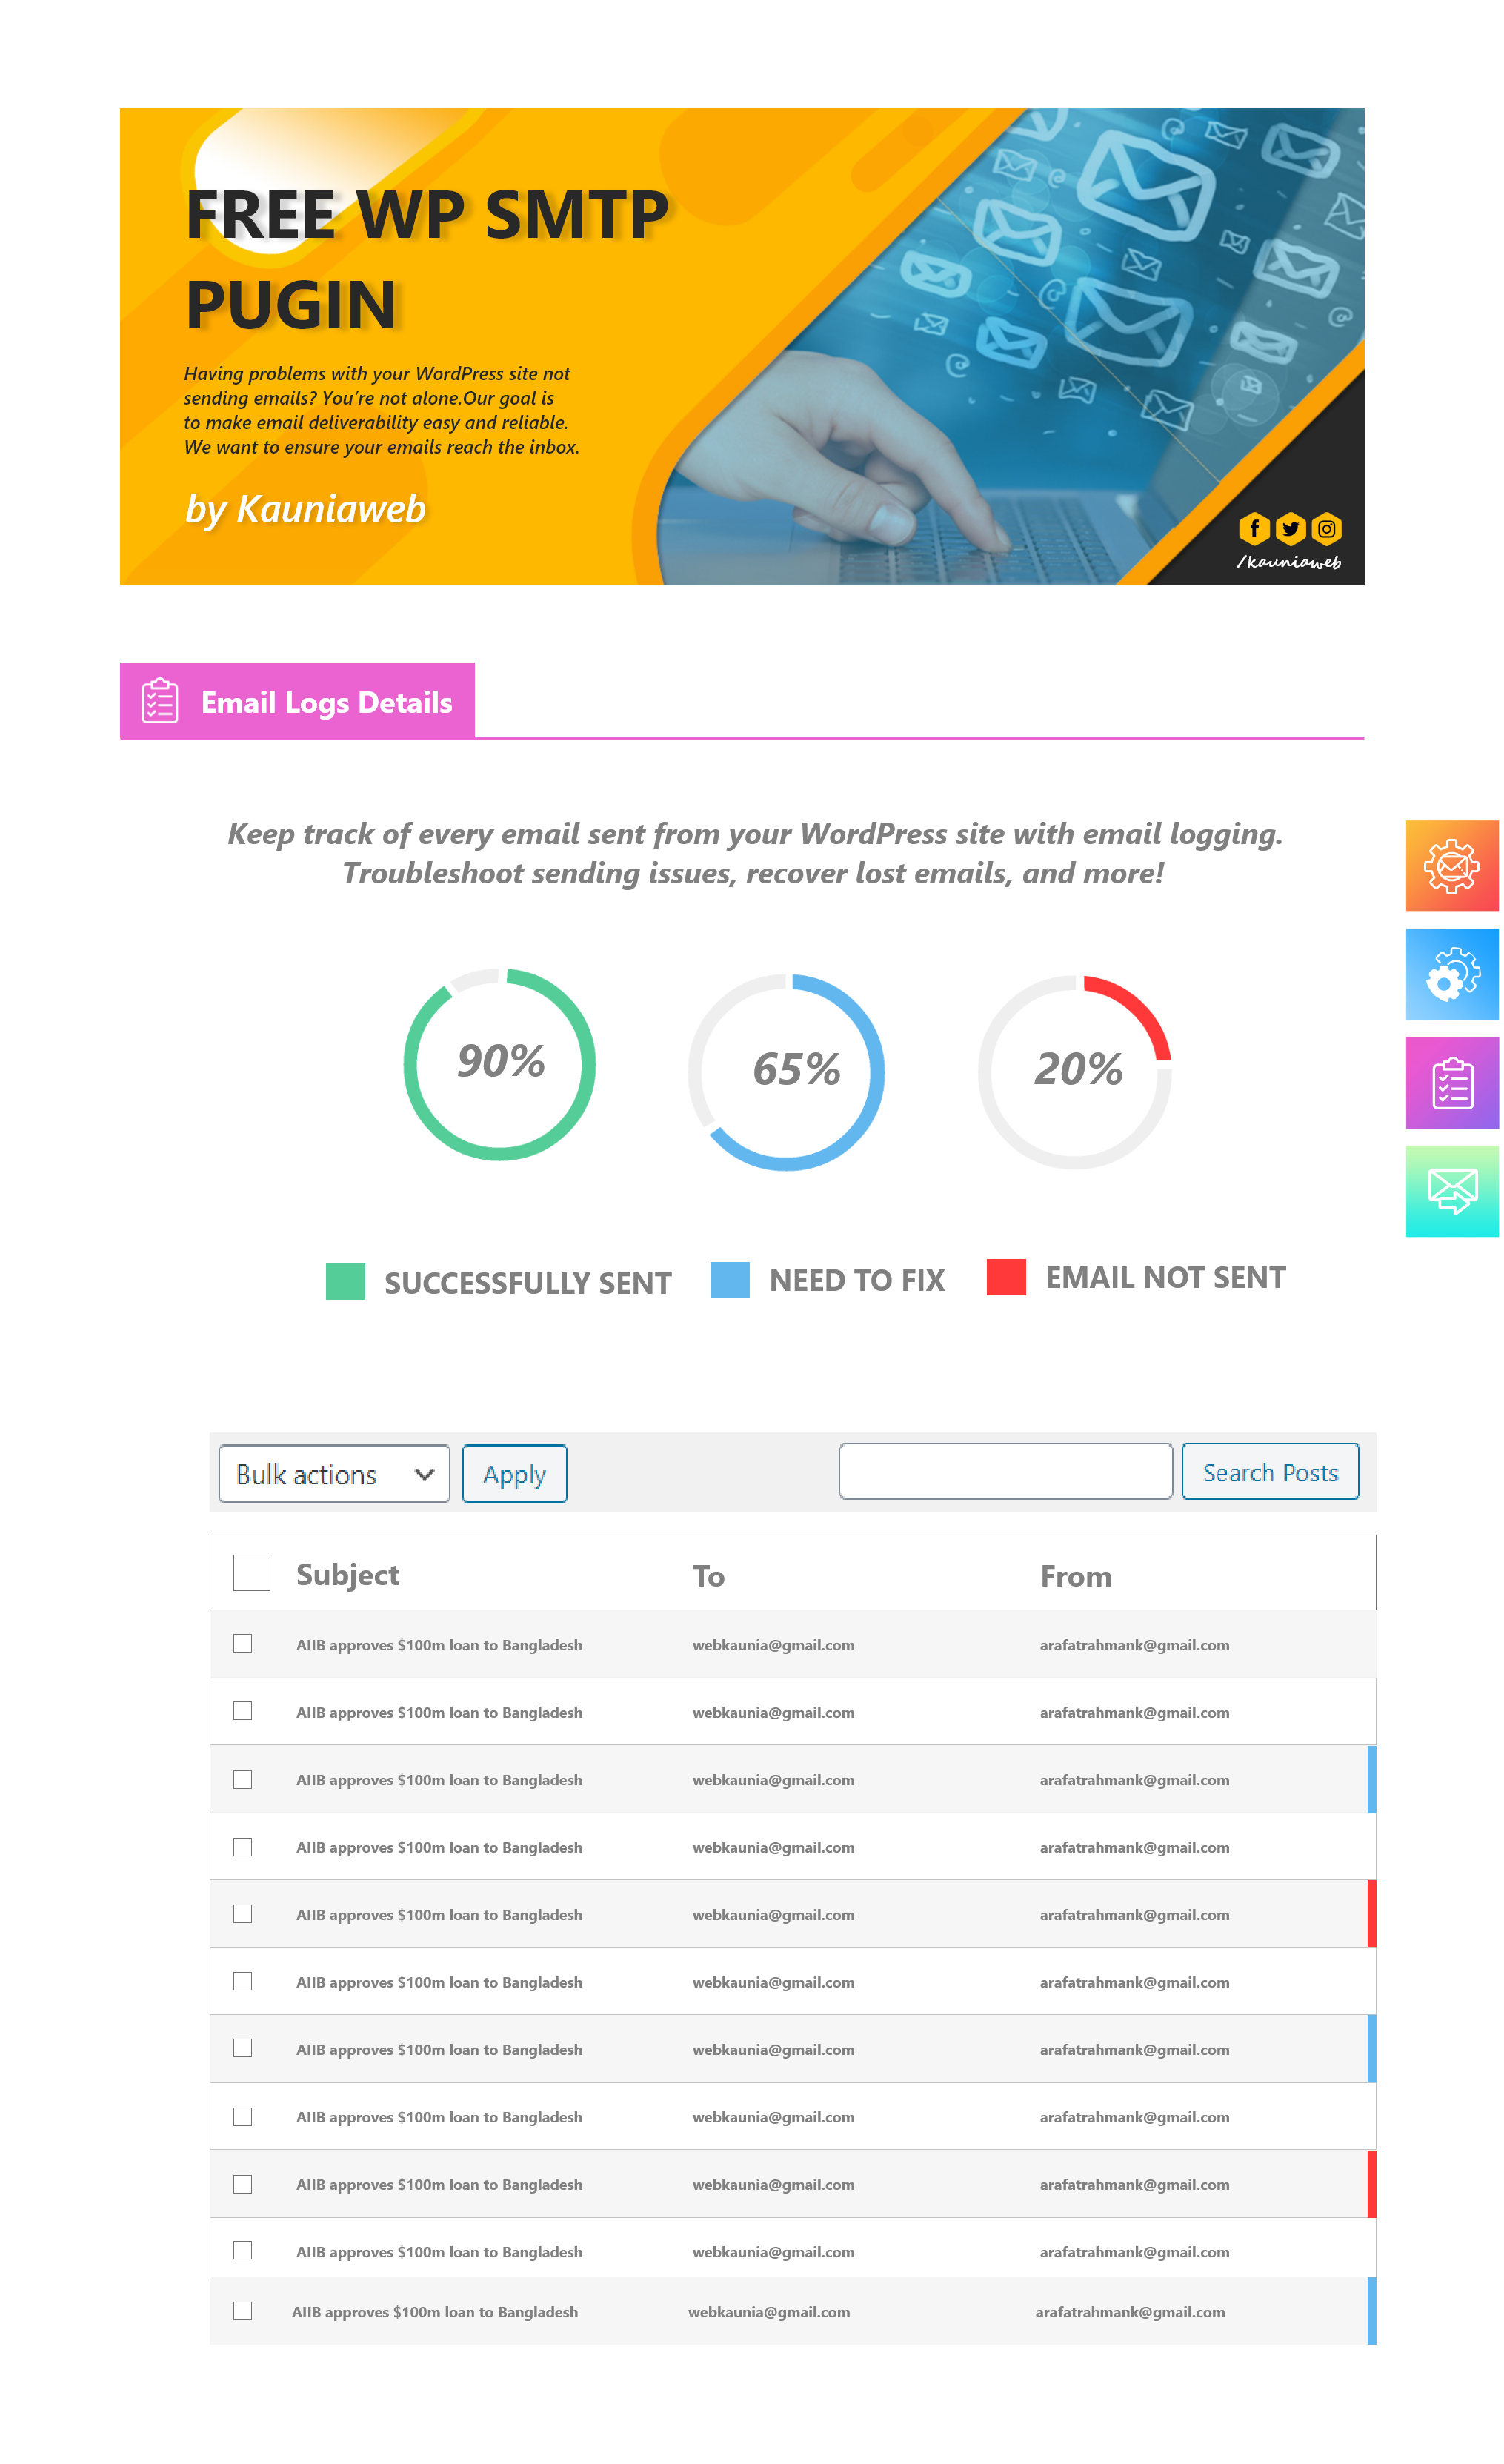 FREE WP SMTP
PUGIN
Having problems with your WordPress site not
sending emails? You're not alone.Our goal is
to make email deliverability easy and reliable.
We want to ensure your emails reach the inbox.
by Kauniaweb
/kauniaweb
Email Logs Details
Keep track of every email sent from your WordPress site with email logging.
Troubleshoot sending issues, recover lost emails, and more!
90% 65% 20%
SUCCESSFULLY SENT NEED TO FIX EMAIL NOT SENT
Bulk actions Apply Search Posts
Subject To From
AIIB approves $100m loan to Bangladesh webkaunia@gmail.com arafatrahmank@gmail.com
AIIB approves $100m loan to Bangladesh webkaunia@gmail.com arafatrahmank@gmail.com
AIIB approves $100m loan to Bangladesh webkaunia@gmail.com arafatrahmank@gmail.com
AIIB approves $100m loan to Bangladesh webkaunia@gmail.com arafatrahmank@gmail.com
AIIB approves $100m loan to Bangladesh webkaunia@gmail.com arafatrahmank@gmail.com
AIIB approves $100m loan to Bangladesh webkaunia@gmail.com arafatrahmank@gmail.com
AIIB approves $100m loan to Bangladesh webkaunia@gmail.com arafatrahmank@gmail.com
AIIB approves $100m loan to Bangladesh webkaunia@gmail.com arafatrahmank@gmail.com
AIIB approves $100m loan to Bangladesh webkaunia@gmail.com arafatrahmank@gmail.com
AIIB approves $100m loan to Bangladesh webkaunia@gmail.com arafatrahmank@gmail.com
AIIB approves $100m loan to Bangladesh webkaunia@gmail.com arafatrahmank@gmail.com